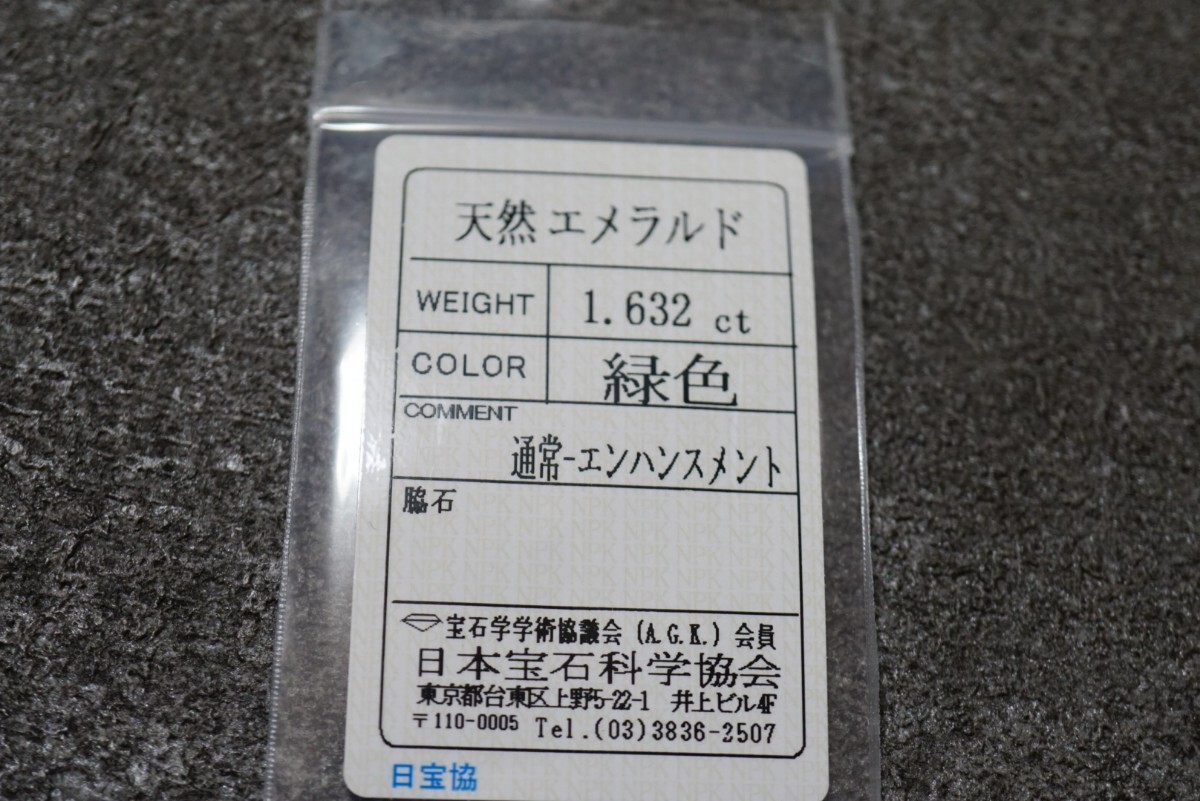 天然エメラルド
WEIGHT 1.632 ct
COLOR 緑色
COMMENT
通常-エンハンスメント
脇石
宝石学学術協議会 (A.G.K.) 会員
日本宝石科学協会
東京都台東区上野5-22-1 井上ビル4F
〒110-0005 Tel.(03)3836-2507
日宝協